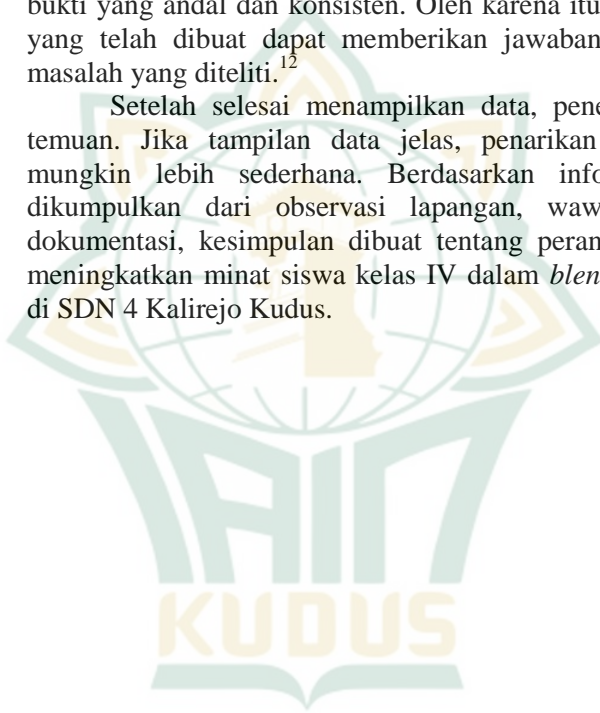 bukti yang andal dan konsisten. Oleh karena itu
yang telah dibuat dapat memberikan jawaban
masalah yang diteliti.12
Setelah selesai menampilkan data, pene
temuan. Jika tampilan data jelas, penarikan
mungkin lebih sederhana. Berdasarkan info
dikumpulkan dari observasi lapangan, waw
dokumentasi, kesimpulan dibuat tentang peran
meningkatkan minat siswa kelas IV dalam blen
di SDN 4 Kalirejo Kudus.
IAIN
KUDUS